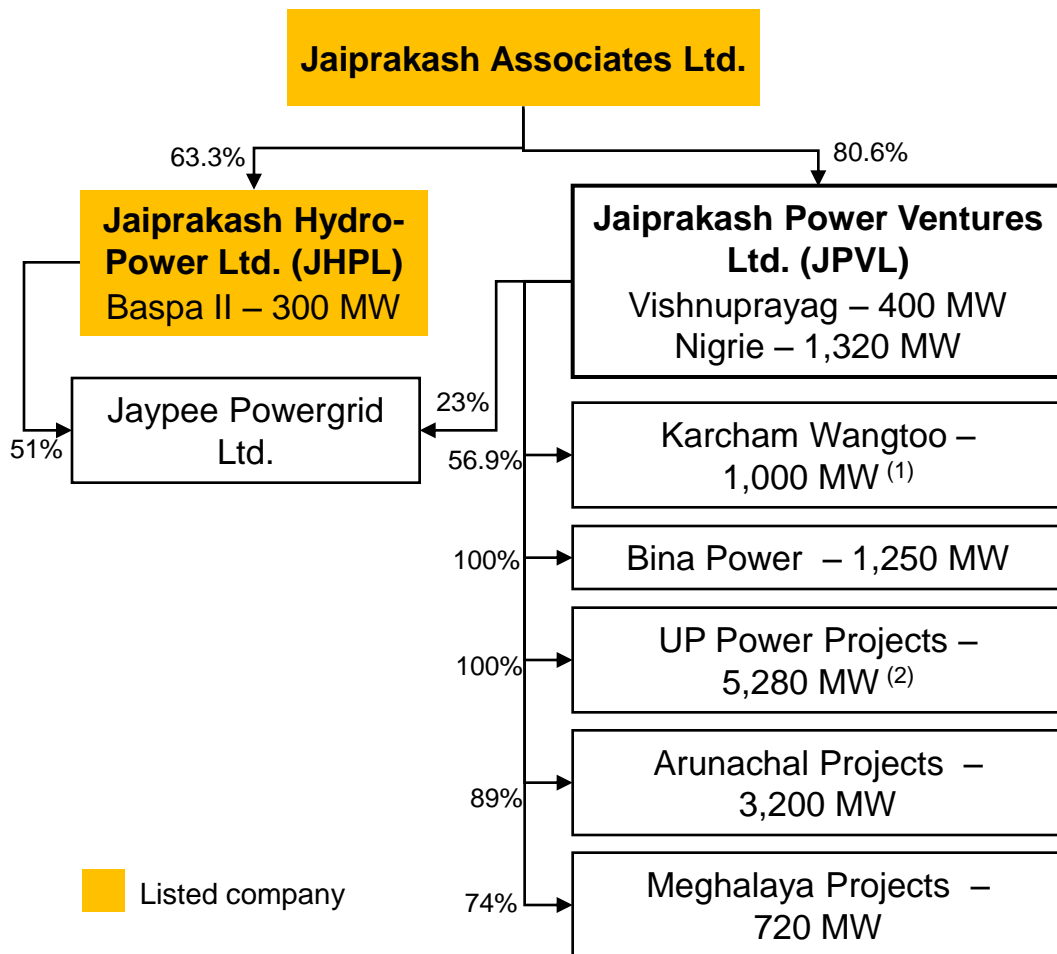 Jaiprakash Associates Ltd.
63.3%
80.6%
Jaiprakash Hydro-
Power Ltd. (JHPL)
Baspa II – 300 MW
Jaiprakash Power Ventures
Ltd. (JPVL)
Vishnuprayag – 400 MW
Nigrie – 1,320 MW
51%
Jaypee Powergrid
Ltd.
23%
56.9%
Karcham Wangtoo –
1,000 MW (1)
100%
Bina Power – 1,250 MW
100%
UP Power Projects –
5,280 MW (2)
89%
Arunachal Projects –
3,200 MW
74%
Meghalaya Projects –
720 MW
Listed company